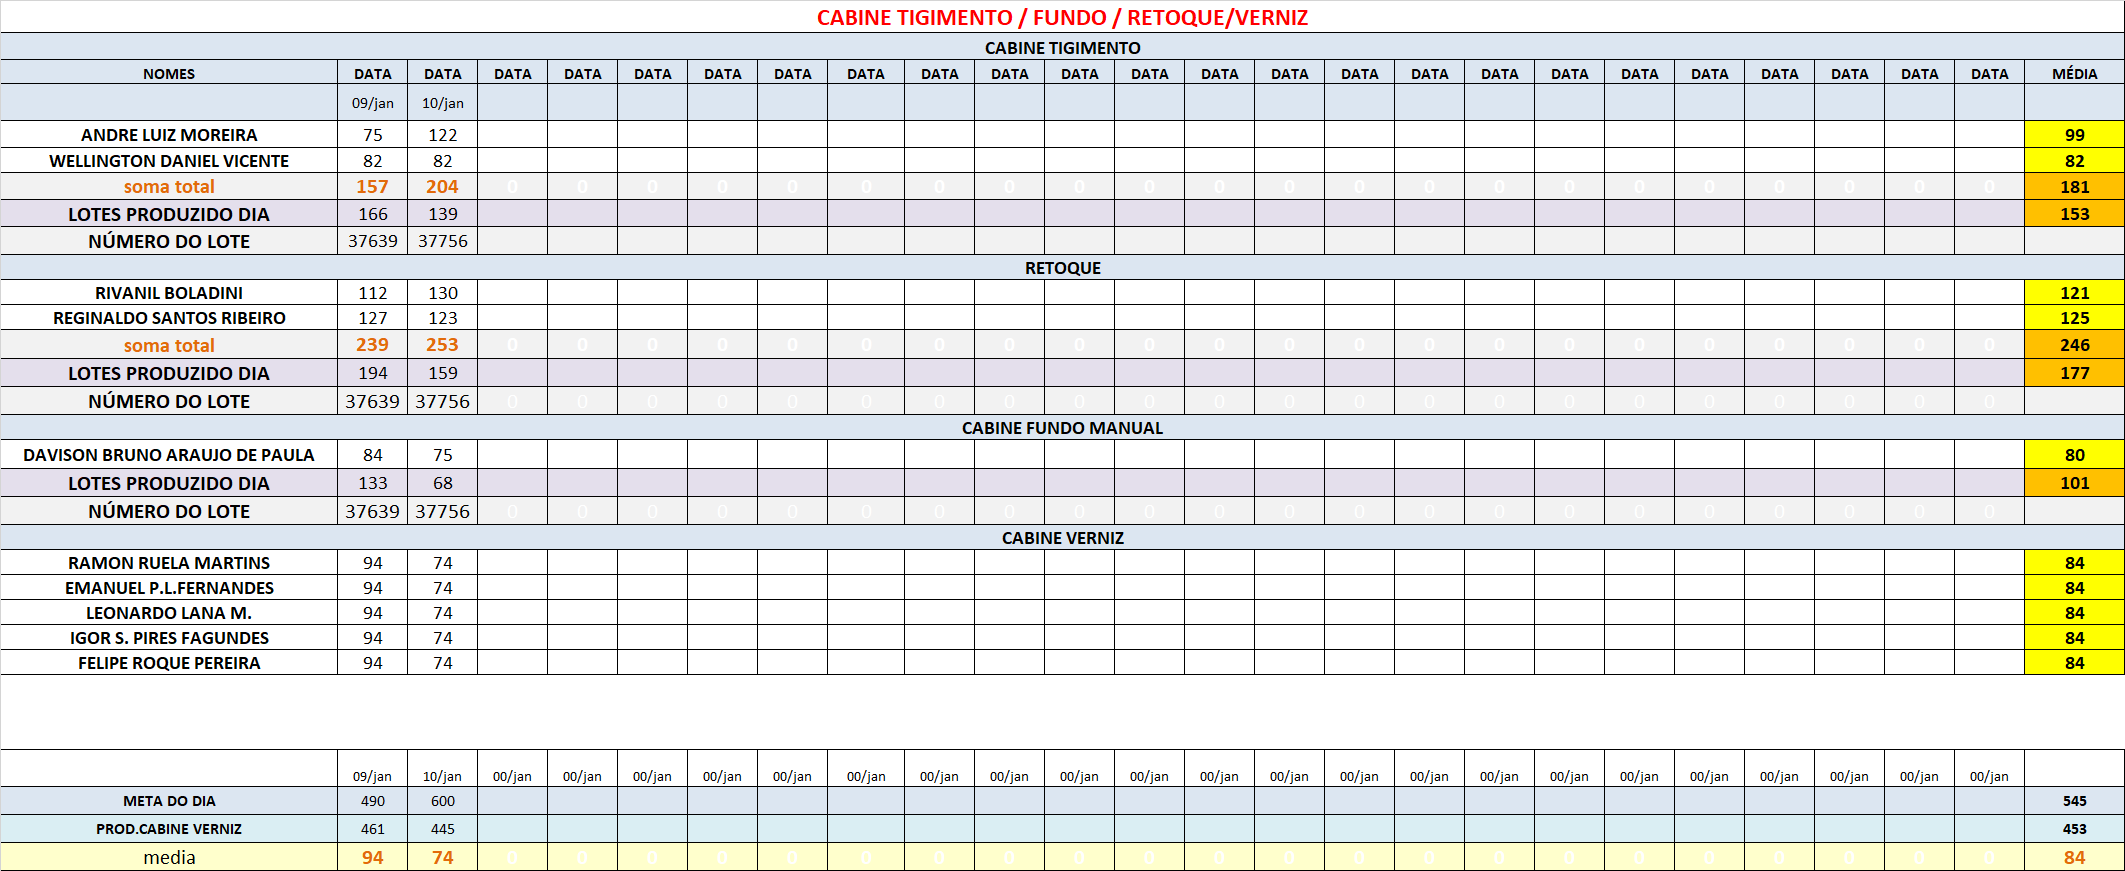 CABINE TIGIMENTO / FUNDO / RETOQUE/VERNIZ
CABINE TIGIMENTO
NOMES DATA DATA DATA DATA DATA DATA DATA DATA DATA DATA DATA DATA DATA DATA DATA DATA DATA DATA DATA DATA DATA DATA DATA DATA MÉDIA
09/jan 10/jan
ANDRE LUIZ MOREIRA 75 122 99
WELLINGTON DANIEL VICENTE 82 82 82
soma total 157 204 0 0 0 0 0 0 0 0 0 0 0 0 0 0 0 0 0 0 0 0 0 0 181
LOTES PRODUZIDO DIA 166 139 153
NÚMERO DO LOTE 37639 37756
RETOQUE
RIVANIL BOLADINI 112 130 121
REGINALDO SANTOS RIBEIRO 127 123 125
soma total 239 253 0 0 0 0 0 0 0 0 0 0 0 0 0 0 0 0 0 0 0 0 0 0 246
LOTES PRODUZIDO DIA 194 159 177
NÚMERO DO LOTE 37639 37756 0 0 0 0 0 0 0 0 0 0 0 0 0 0 0 0 0 0 0 0 0 0
CABINE FUNDO MANUAL
DAVISON BRUNO ARAUJO DE PAULA 84 75 80
LOTES PRODUZIDO DIA 133 68 101
NÚMERO DO LOTE 37639 37756 0 0 0 0 0 0 0 0 0 0 0 0 0 0 0 0 0 0 0 0 0 0
CABINE VERNIZ
RAMON RUELA MARTINS 94 74 84
EMANUEL P.L.FERNANDES 94 74 84
LEONARDO LANA M. 94 74 84
IGOR S. PIRES FAGUNDES 94 74 84
FELIPE ROQUE PEREIRA 94 74 84
09/jan 10/jan 00/jan 00/jan 00/jan 00/jan 00/jan 00/jan 00/jan 00/jan 00/jan 00/jan 00/jan 00/jan 00/jan 00/jan 00/jan 00/jan 00/jan 00/jan 00/jan 00/jan 00/jan 00/jan
META DO DIA 490 600 545
PROD.CABINE VERNIZ 461 445 453
media 94 74 0 0 0 0 0 0 0 0 0 0 0 0 0 0 0 0 0 0 0 0 0 0 84